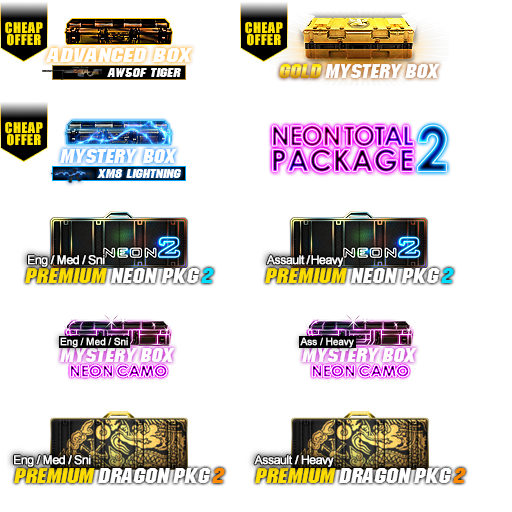 CHEAP
OFFER
ADVANCED BOX
AW50F TIGER
CHEAP
OFFER
GOLD MYSTERY BOX
CHEAP
OFFER
MYSTERY BOX
XM8 LIGHTNING
NEON TOTAL
PACKAGE 2
NEON 2
Eng / Med / Sni
PREMIUM NEON PKG 2
NEON 2
Assault / Heavy
PREMIUM NEON PKG 2
Eng / Med / Sni
MYSTERY BOX
NEON CAMO
Ass / Heavy
MYSTERY BOX
NEON CAMO
Eng / Med / Sni
PREMIUM DRAGON PKG 2
Assault / Heavy
PREMIUM DRAGON PKG 2